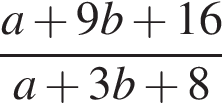 a + 9b + 16
a + 3b + 8